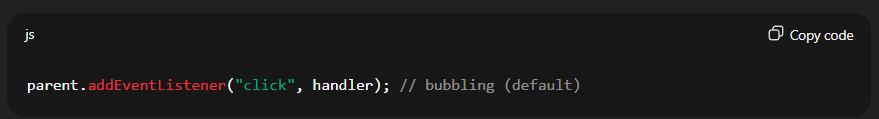 js
Copy code
parent.addEventListener("click", handler); // bubbling (default)